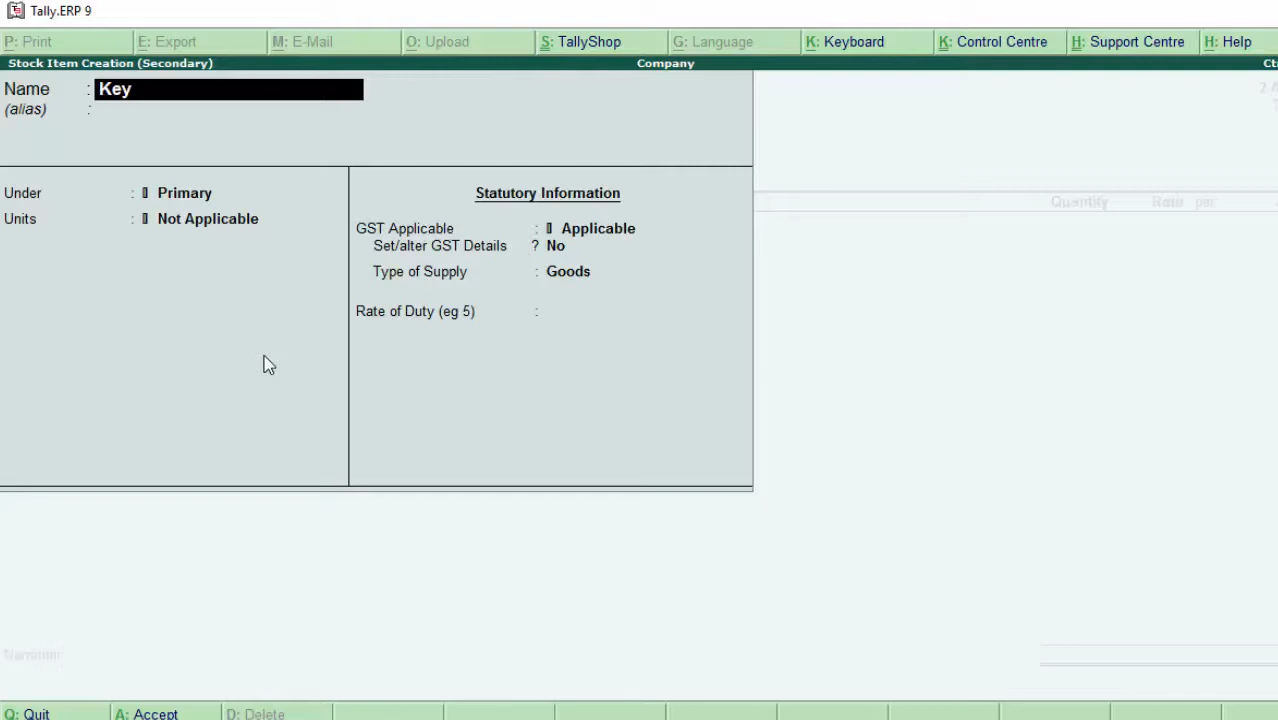 Tally.ERP 9
P: Print E: Export M: E-Mail O: Upload S: TallyShop G: Language K: Keyboard K: Control Centre H: Support Centre H: Help
Stock Item Creation (Secondary) Company
Name : Key
(alias) :
Under : Primary
Units : Not Applicable
Statutory Information
GST Applicable : Applicable
Set/alter GST Details ? No
Type of Supply : Goods
Rate of Duty (eg 5) :
Quantity Rate per
Q: Quit A: Accept D: Delete